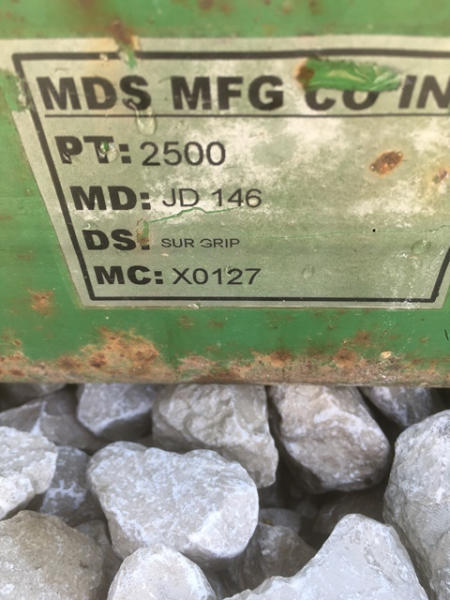 MDS MFG CO IN
PT: 2500
MD: JD 146
DS: SUR GRIP
MC: X0127